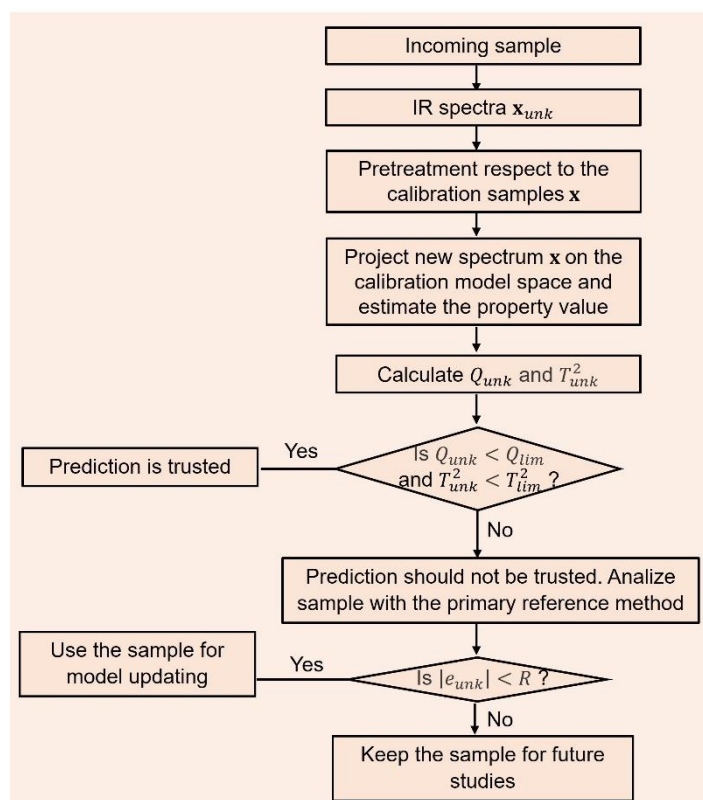 Incoming sample
IR spectra x_unk
Pretreatment respect to the
calibration samples x
Project new spectrum x on the
calibration model space and
estimate the property value
Calculate Q_unk and T²_unk
Is Q_unk < Q_lim
and T²_unk < T²_lim ?
Yes
Prediction is trusted
No
Prediction should not be trusted. Analize
sample with the primary reference method
Is |e_unk| < R ?
Yes
Use the sample for
model updating
No
Keep the sample for future
studies